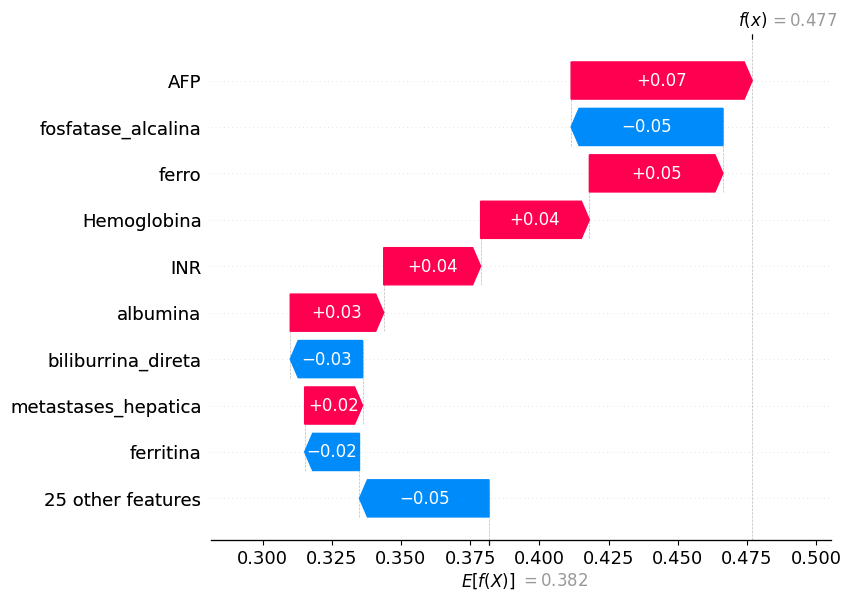 f(x) = 0.477
AFP +0.07
fosfatase_alcalina −0.05
ferro +0.05
Hemoglobina +0.04
INR +0.04
albumina +0.03
biliburrina_direta −0.03
metastases_hepatica +0.02
ferritina −0.02
25 other features −0.05
0.300 0.325 0.350 0.375 0.400 0.425 0.450 0.475 0.500
E[f(X)] = 0.382